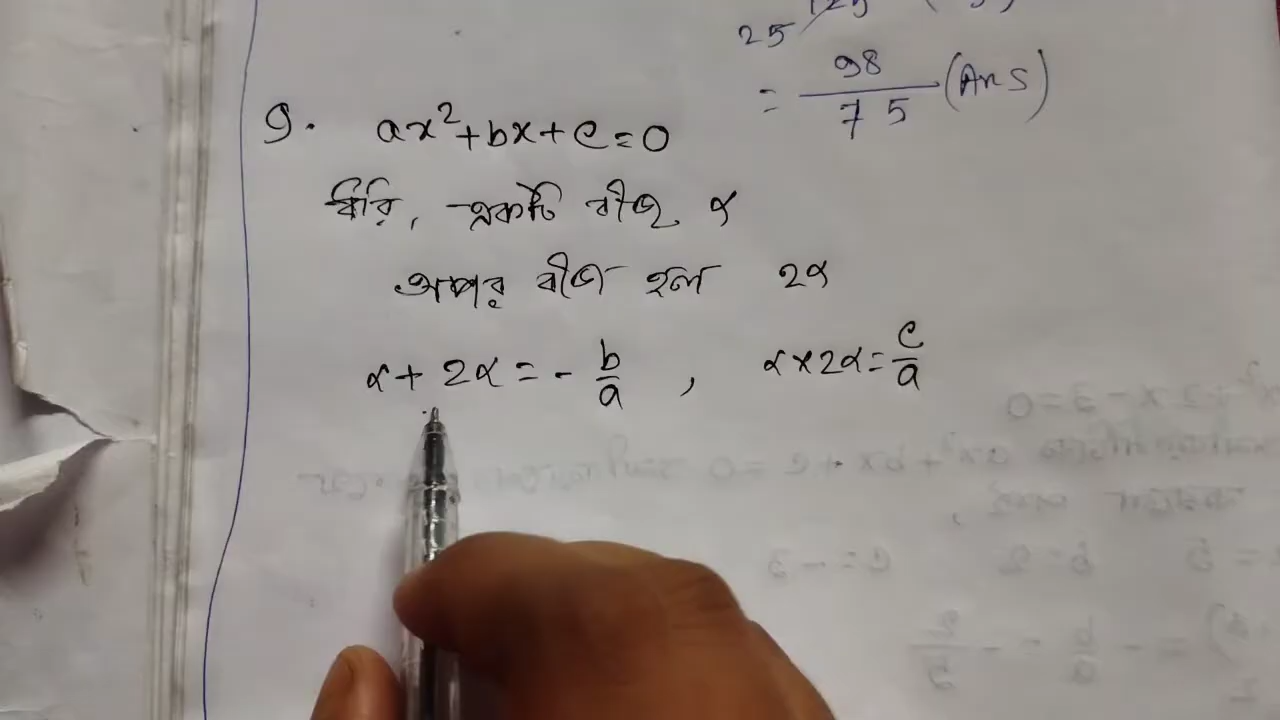 25
= 98/75 (Ans)
9. ax²+bx+c=0
ধরি, একটি বীজ α
অপর বীজ হল 2α
α+2α=-b/a , α×2α=c/a